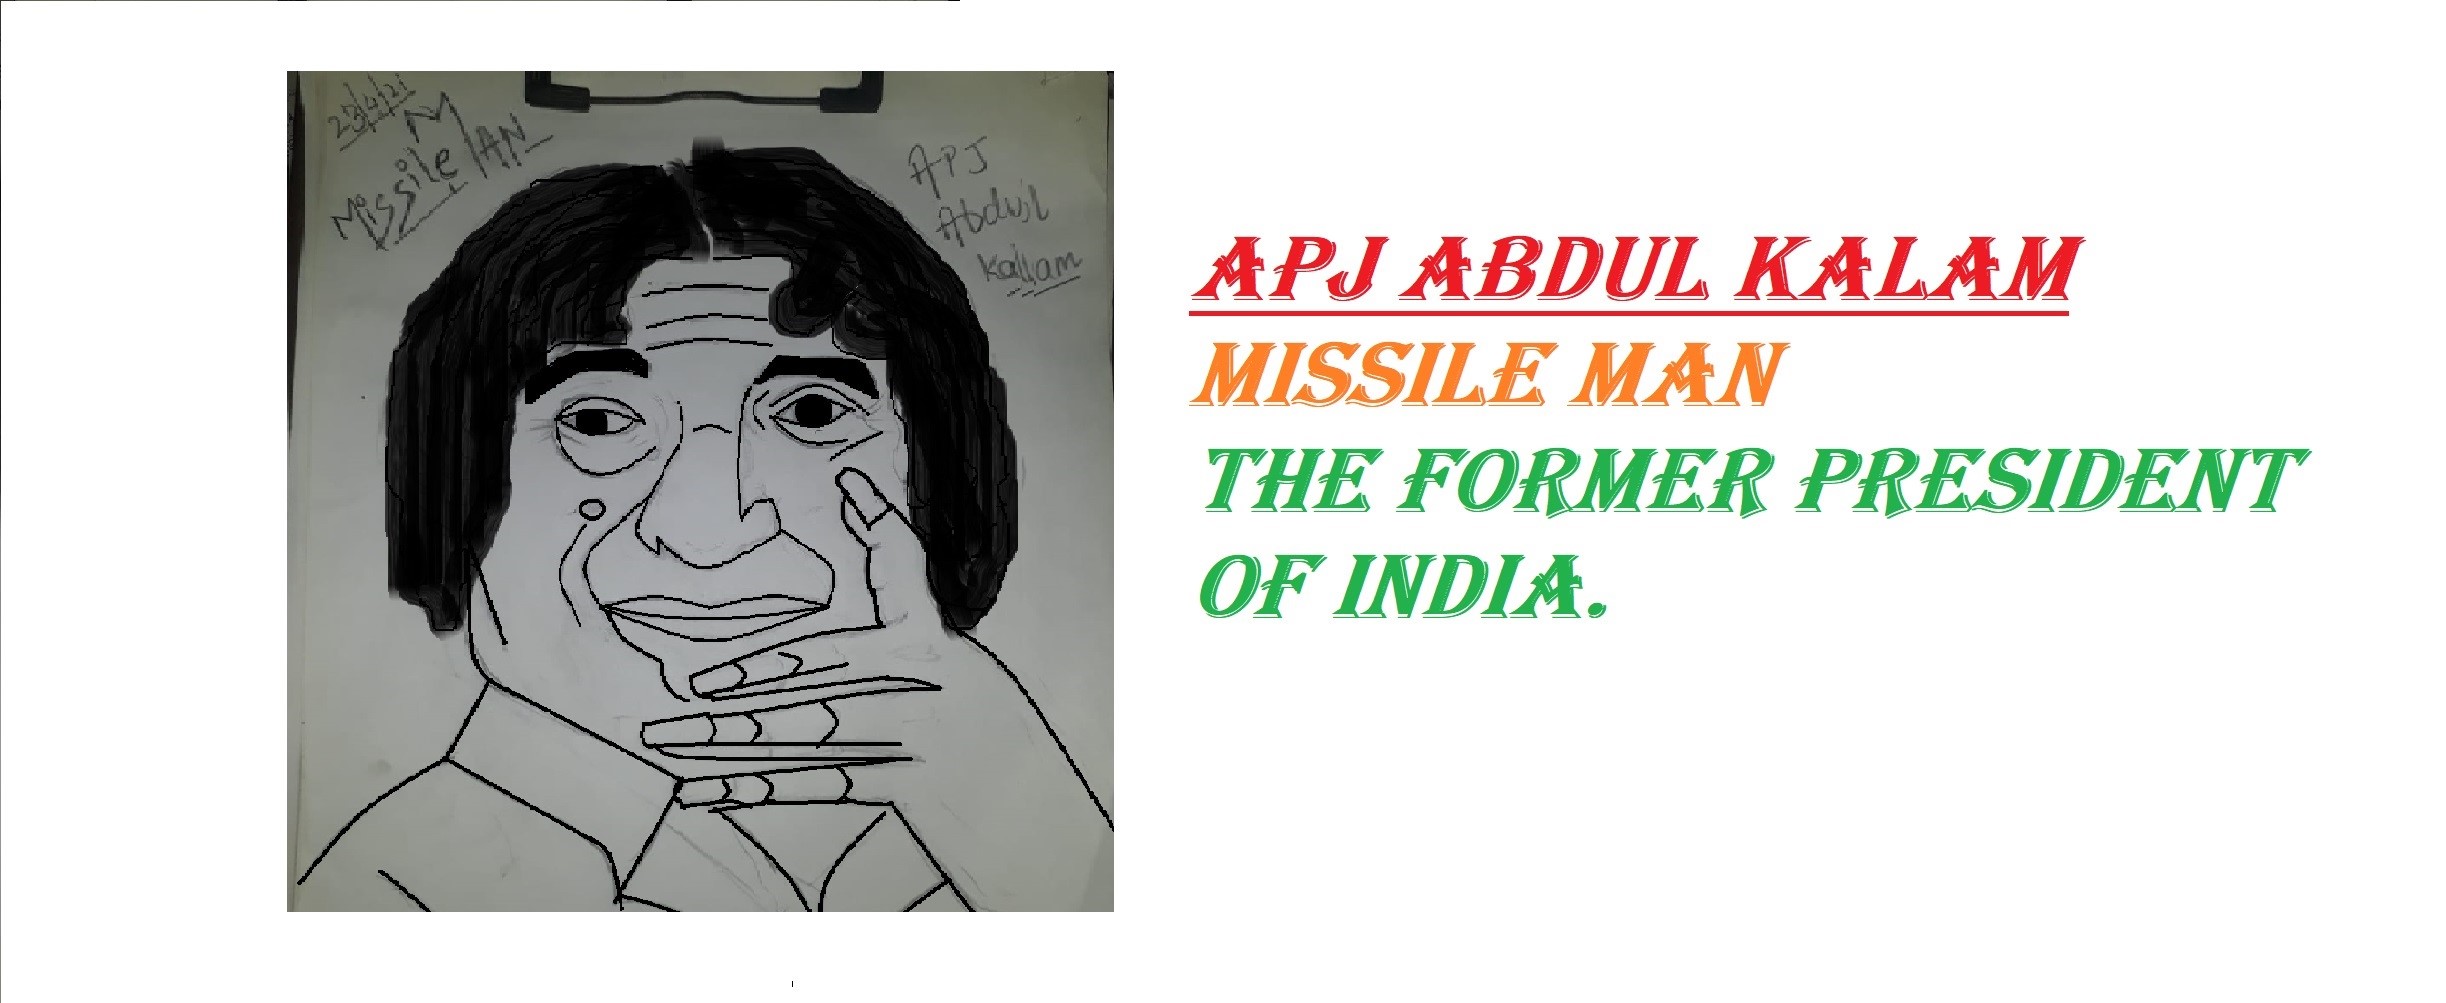 23/4/21
Missile MAN
APJ
Abdul
Kallam
APJ ABDUL KALAM
MISSILE MAN
THE FORMER PRESIDENT
OF INDIA.